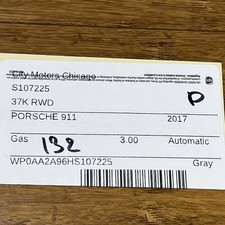 City Motors Chicago
S107225
37K RWD
P
PORSCHE 911 2017
Gas 132 3.00 Automatic
WP0AA2A96HS107225 Gray